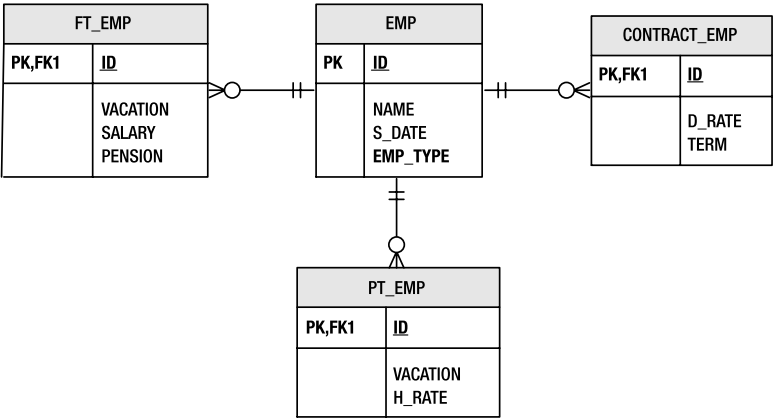 FT_EMP
PK,FK1 ID
VACATION
SALARY
PENSION
EMP
PK ID
NAME
S_DATE
EMP_TYPE
CONTRACT_EMP
PK,FK1 ID
D_RATE
TERM
PT_EMP
PK,FK1 ID
VACATION
H_RATE